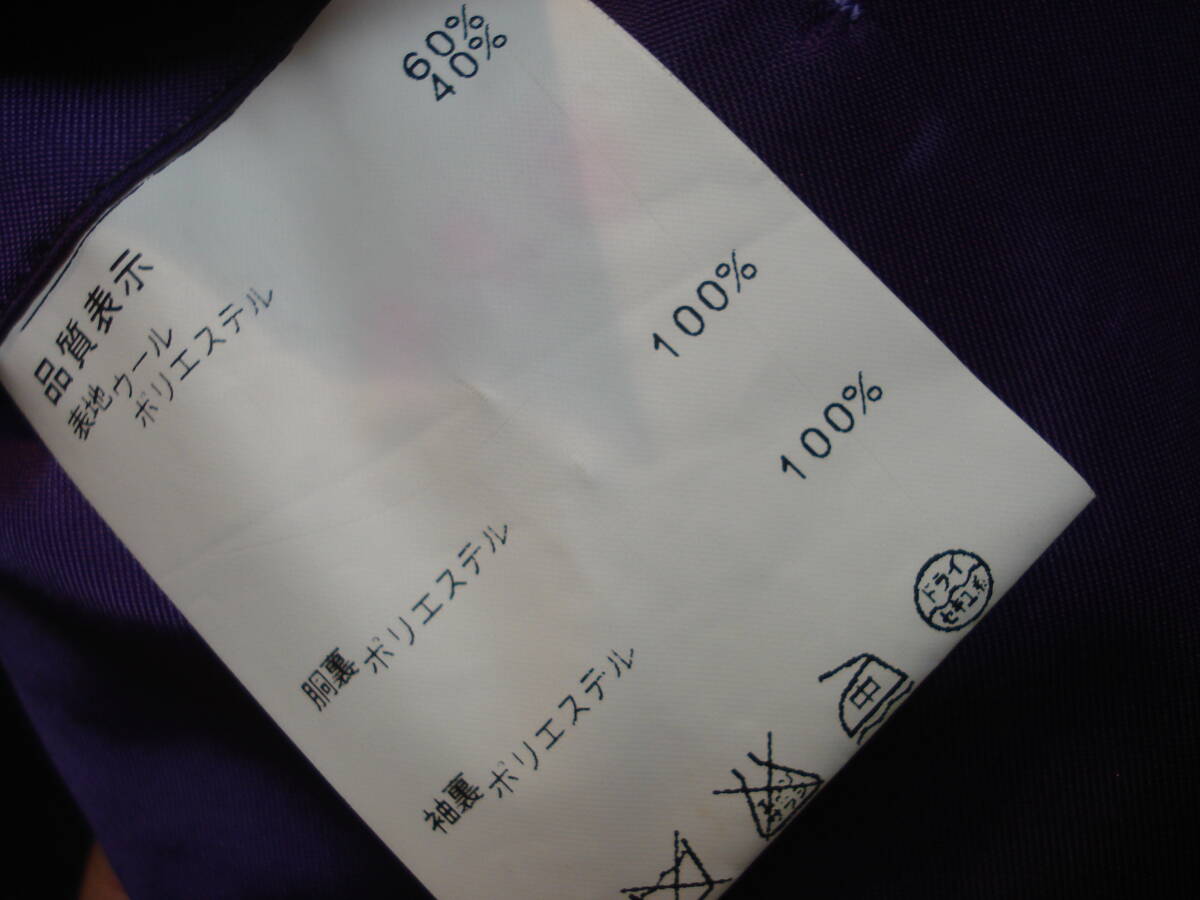 品質表示
表地 ウール 60%
ポリエステル 40%
胴裏 ポリエステル 100%
袖裏 ポリエステル 100%
ドライ
セキユ系
中